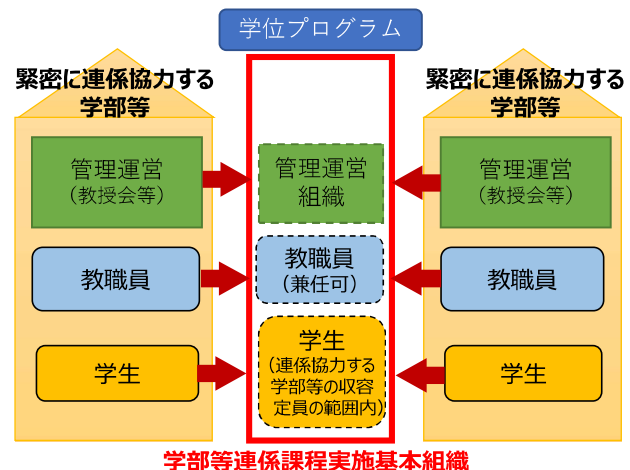 学位プログラム
緊密に連係協力する
学部等
管理運営
（教授会等）
教職員
学生
管理運営
組織
教職員
（兼任可）
学生
（連係協力する
学部等の収容
定員の範囲内）
緊密に連係協力する
学部等
管理運営
（教授会等）
教職員
学生
学部等連係課程実施基本組織